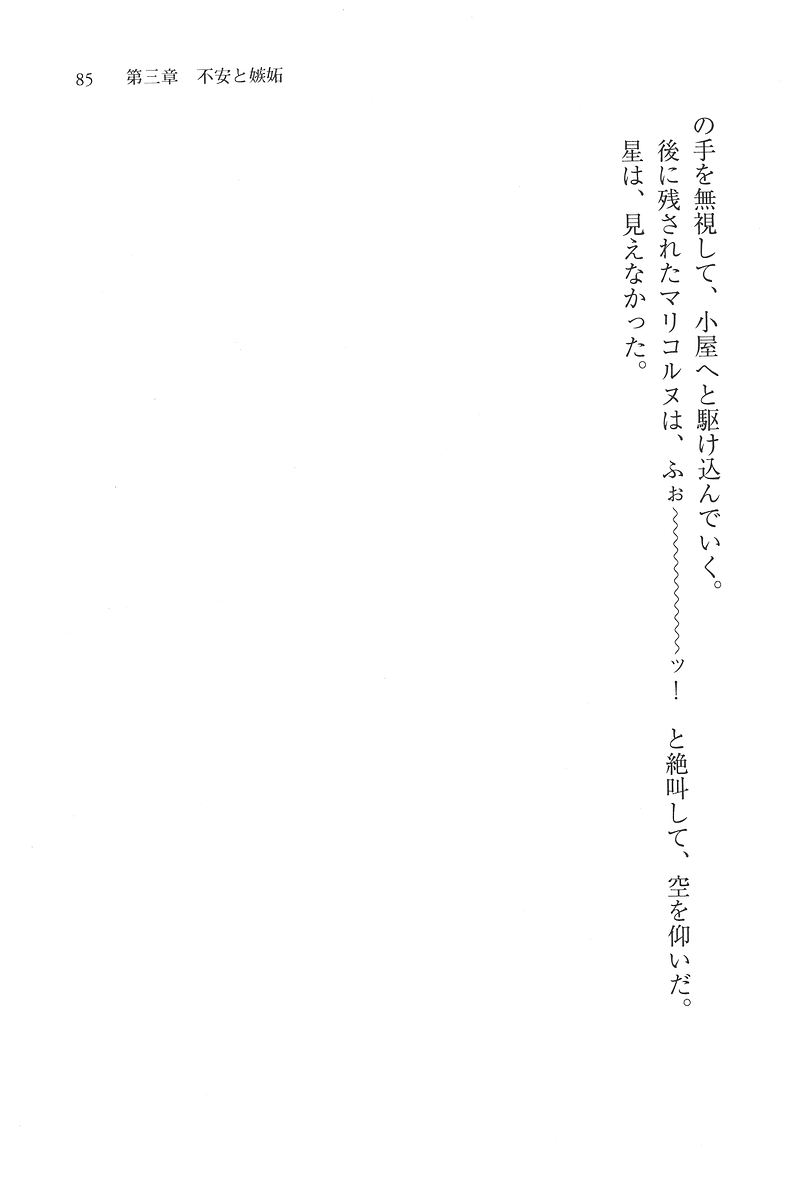 85　第三章　不安と嫉妬
の手を無視して、小屋へと駆け込んでいく。
後に残されたマリコルヌは、ふぉ〜〜〜〜〜〜〜ッ！　と絶叫して、空を仰いだ。
星は、見えなかった。